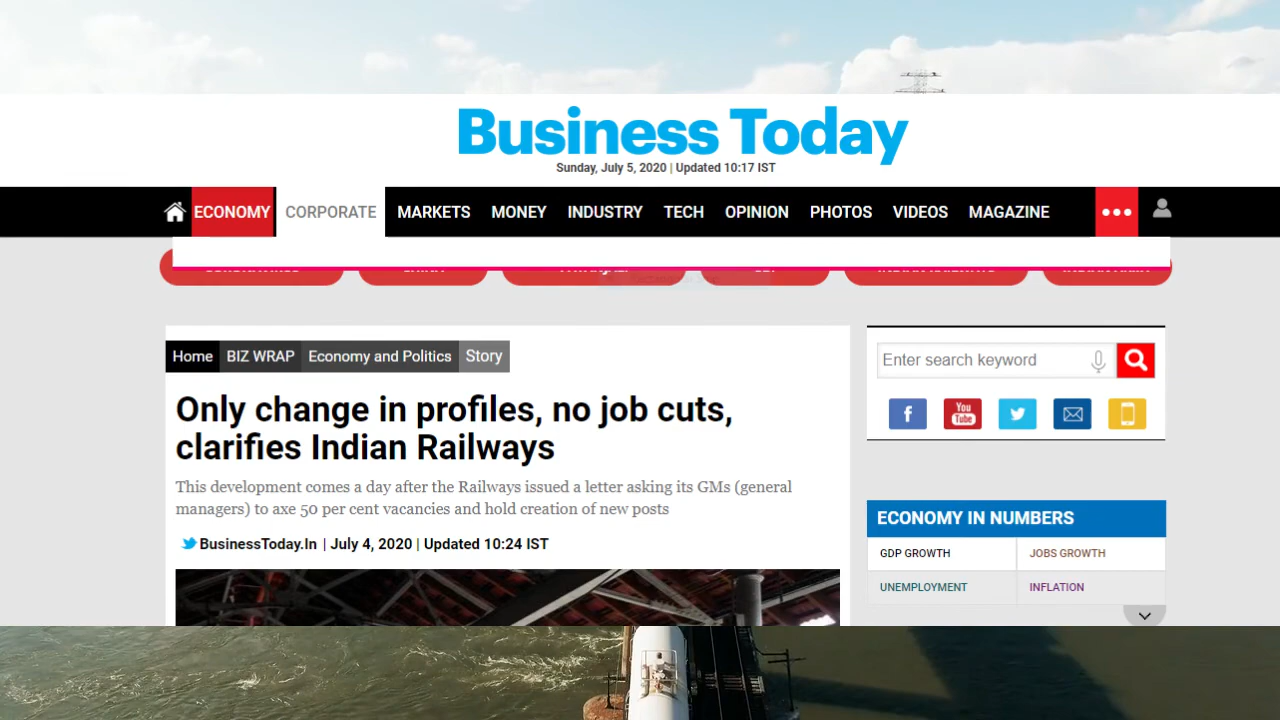 Business Today
Sunday, July 5, 2020 | Updated 10:17 IST
ECONOMY CORPORATE MARKETS MONEY INDUSTRY TECH OPINION PHOTOS VIDEOS MAGAZINE
Home BIZ WRAP Economy and Politics Story
Only change in profiles, no job cuts,
clarifies Indian Railways
This development comes a day after the Railways issued a letter asking its GMs (general
managers) to axe 50 per cent vacancies and hold creation of new posts
BusinessToday.In | July 4, 2020 | Updated 10:24 IST
Enter search keyword
You
Tube
ECONOMY IN NUMBERS
GDP GROWTH JOBS GROWTH
UNEMPLOYMENT INFLATION